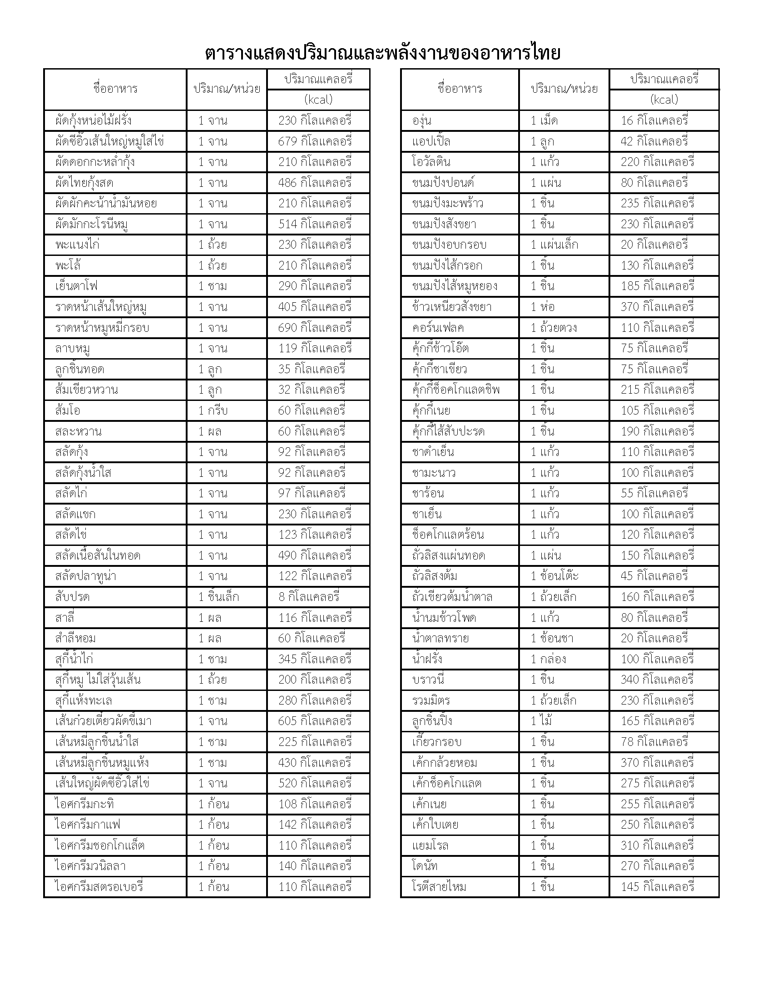 ตารางแสดงปริมาณและพลังงานของอาหารไทย
ชื่ออาหาร ปริมาณ/หน่วย ปริมาณแคลอรี่ (kcal)
ผัดกุ้งหน่อไม้ฝรั่ง 1 จาน 230 กิโลแคลอรี่
ผัดซีอิ๊วเส้นใหญ่หมูใส่ไข่ 1 จาน 679 กิโลแคลอรี่
ผัดดอกกะหล่ำกุ้ง 1 จาน 210 กิโลแคลอรี่
ผัดไทยกุ้งสด 1 จาน 486 กิโลแคลอรี่
ผัดผักคะน้าน้ำมันหอย 1 จาน 210 กิโลแคลอรี่
ผัดมักกะโรนีหมู 1 จาน 514 กิโลแคลอรี่
พะแนงไก่ 1 ถ้วย 230 กิโลแคลอรี่
พะโล้ 1 ถ้วย 210 กิโลแคลอรี่
เย็นตาโฟ 1 ชาม 290 กิโลแคลอรี่
ราดหน้าเส้นใหญ่หมู 1 จาน 405 กิโลแคลอรี่
ราดหน้าหมูหมี่กรอบ 1 จาน 690 กิโลแคลอรี่
ลาบหมู 1 จาน 119 กิโลแคลอรี่
ลูกชิ้นทอด 1 ลูก 35 กิโลแคลอรี่
ส้มเขียวหวาน 1 ลูก 32 กิโลแคลอรี่
ส้มโอ 1 กรีบ 60 กิโลแคลอรี่
สละหวาน 1 ผล 60 กิโลแคลอรี่
สลัดกุ้ง 1 จาน 92 กิโลแคลอรี่
สลัดกุ้งน้ำใส 1 จาน 92 กิโลแคลอรี่
สลัดไก่ 1 จาน 97 กิโลแคลอรี่
สลัดแขก 1 จาน 230 กิโลแคลอรี่
สลัดไข่ 1 จาน 123 กิโลแคลอรี่
สลัดเนื้อสันในทอด 1 จาน 490 กิโลแคลอรี่
สลัดปลาทูน่า 1 จาน 122 กิโลแคลอรี่
สับปรด 1 ชิ้นเล็ก 8 กิโลแคลอรี่
สาลี่ 1 ผล 116 กิโลแคลอรี่
สำลีหอม 1 ผล 60 กิโลแคลอรี่
สุกี้น้ำไก่ 1 ชาม 345 กิโลแคลอรี่
สุกี้หมู ไม่ใส่วุ้นเส้น 1 ถ้วย 200 กิโลแคลอรี่
สุกี้แห้งทะเล 1 ชาม 280 กิโลแคลอรี่
เส้นก๋วยเตี๋ยวผัดขี้เมา 1 จาน 605 กิโลแคลอรี่
เส้นหมี่ลูกชิ้นน้ำใส 1 ชาม 225 กิโลแคลอรี่
เส้นหมี่ลูกชิ้นหมูแห้ง 1 ชาม 430 กิโลแคลอรี่
เส้นใหญ่ผัดซีอิ๊วใส่ไข่ 1 จาน 520 กิโลแคลอรี่
ไอศกรีมกะทิ 1 ก้อน 108 กิโลแคลอรี่
ไอศกรีมกาแฟ 1 ก้อน 142 กิโลแคลอรี่
ไอศกรีมชอกโกแล็ต 1 ก้อน 110 กิโลแคลอรี่
ไอศกรีมวนิลลา 1 ก้อน 140 กิโลแคลอรี่
ไอศกรีมสตรอเบอรี่ 1 ก้อน 110 กิโลแคลอรี่
ชื่ออาหาร ปริมาณ/หน่วย ปริมาณแคลอรี่ (kcal)
องุ่น 1 เม็ด 16 กิโลแคลอรี่
แอปเปิ้ล 1 ลูก 42 กิโลแคลอรี่
โอวัลติน 1 แก้ว 220 กิโลแคลอรี่
ขนมปังปอนด์ 1 แผ่น 80 กิโลแคลอรี่
ขนมปังมะพร้าว 1 ชิ้น 235 กิโลแคลอรี่
ขนมปังสังขยา 1 ชิ้น 230 กิโลแคลอรี่
ขนมปังอบกรอบ 1 แผ่นเล็ก 20 กิโลแคลอรี่
ขนมปังไส้กรอก 1 ชิ้น 130 กิโลแคลอรี่
ขนมปังไส้หมูหยอง 1 ชิ้น 185 กิโลแคลอรี่
ข้าวเหนียวสังขยา 1 ห่อ 370 กิโลแคลอรี่
คอร์นเฟลค 1 ถ้วยตวง 110 กิโลแคลอรี่
คุ้กกี้ข้าวโอ๊ต 1 ชิ้น 75 กิโลแคลอรี่
คุ้กกี้ชาเขียว 1 ชิ้น 75 กิโลแคลอรี่
คุ้กกี้ช็อคโกแลตชิพ 1 ชิ้น 215 กิโลแคลอรี่
คุ้กกี้เนย 1 ชิ้น 105 กิโลแคลอรี่
คุ้กกี้ไส้สับปะรด 1 ชิ้น 190 กิโลแคลอรี่
ชาดำเย็น 1 แก้ว 110 กิโลแคลอรี่
ชามะนาว 1 แก้ว 100 กิโลแคลอรี่
ชาร้อน 1 แก้ว 55 กิโลแคลอรี่
ชาเย็น 1 แก้ว 100 กิโลแคลอรี่
ช็อคโกแลตร้อน 1 แก้ว 120 กิโลแคลอรี่
ถั่วลิสงแผ่นทอด 1 แผ่น 150 กิโลแคลอรี่
ถั่วลิสงต้ม 1 ช้อนโต๊ะ 45 กิโลแคลอรี่
ถั่วเขียวต้มน้ำตาล 1 ถ้วยเล็ก 160 กิโลแคลอรี่
น้ำนมข้าวโพด 1 แก้ว 80 กิโลแคลอรี่
น้ำตาลทราย 1 ช้อนชา 20 กิโลแคลอรี่
น้ำฝรั่ง 1 กล่อง 100 กิโลแคลอรี่
บราวนี่ 1 ชิ้น 340 กิโลแคลอรี่
รวมมิตร 1 ถ้วยเล็ก 230 กิโลแคลอรี่
ลูกชิ้นปิ้ง 1 ไม้ 165 กิโลแคลอรี่
เกี๊ยวกรอบ 1 ชิ้น 78 กิโลแคลอรี่
เค้กกล้วยหอม 1 ชิ้น 370 กิโลแคลอรี่
เค้กช็อคโกแลต 1 ชิ้น 275 กิโลแคลอรี่
เค้กเนย 1 ชิ้น 255 กิโลแคลอรี่
เค้กใบเตย 1 ชิ้น 250 กิโลแคลอรี่
แยมโรล 1 ชิ้น 310 กิโลแคลอรี่
โดนัท 1 ชิ้น 270 กิโลแคลอรี่
โรตีสายไหม 1 ชิ้น 145 กิโลแคลอรี่